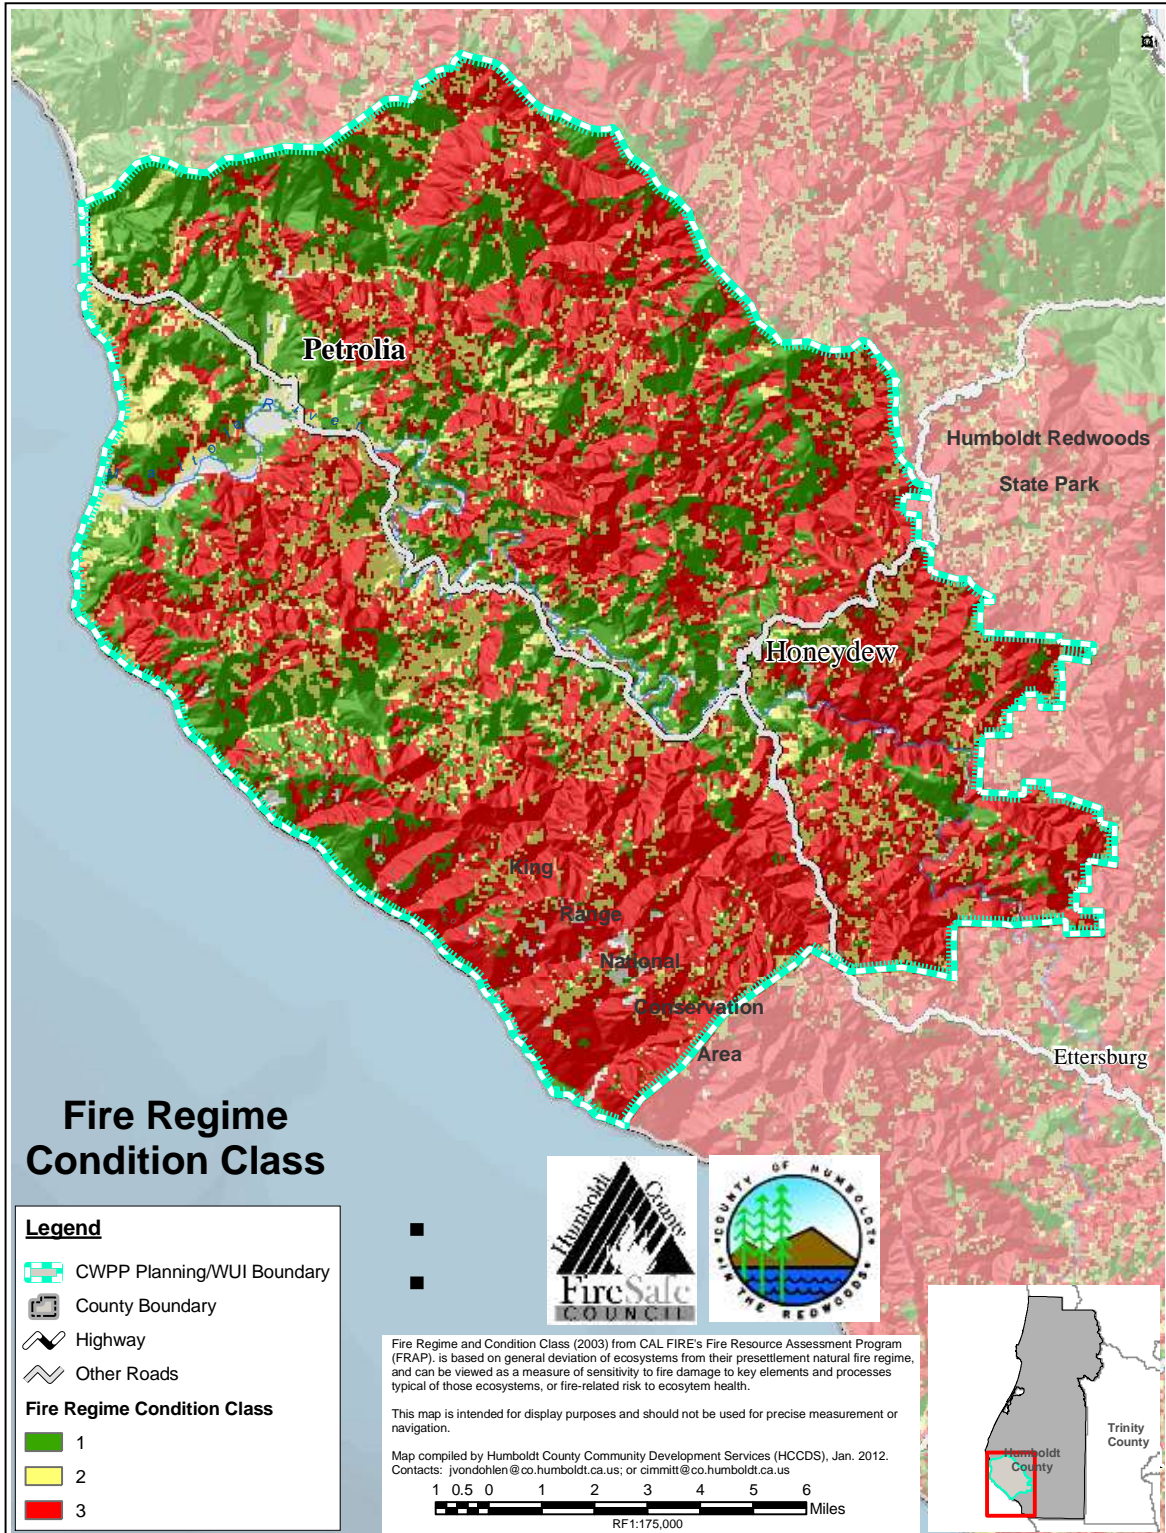 Petrolia
Mattole River
Humboldt Redwoods
State Park
Honeydew
King
Range
National
Conservation
Area
Ettersburg
Fire Regime
Condition Class
Legend
CWPP Planning/WUI Boundary
County Boundary
Highway
Other Roads
Fire Regime Condition Class
1
2
3
Humboldt County
FireSafe
COUNCIL
COUNTY OF HUMBOLDT
IN THE REDWOODS
Fire Regime and Condition Class (2003) from CAL FIRE's Fire Resource Assessment Program
(FRAP). is based on general deviation of ecosystems from their presettlement natural fire regime,
and can be viewed as a measure of sensitivity to fire damage to key elements and processes
typical of those ecosystems, or fire-related risk to ecosytem health.
This map is intended for display purposes and should not be used for precise measurement or
navigation.
Map compiled by Humboldt County Community Development Services (HCCDS), Jan. 2012.
Contacts: jvondohlen@co.humboldt.ca.us; or cimmitt@co.humboldt.ca.us
1 0.5 0 1 2 3 4 5 6
Miles
RF1:175,000
Trinity
County
Humboldt
County